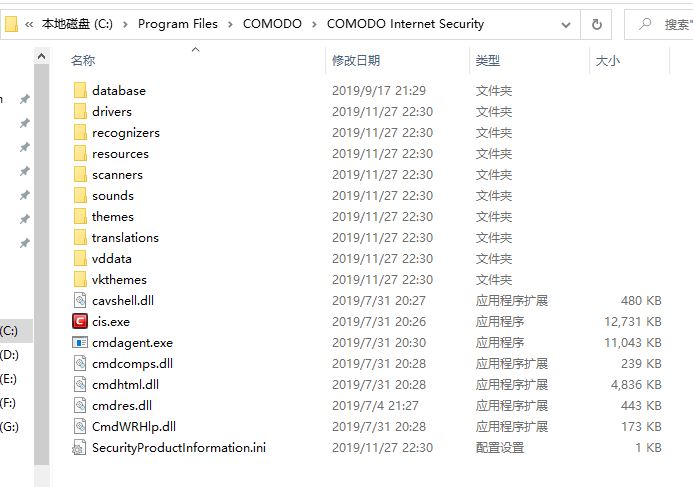 « 本地磁盘 (C:) › Program Files › COMODO › COMODO Internet Security 搜索"
名称 修改日期 类型 大小
database 2019/9/17 21:29 文件夹
drivers 2019/11/27 22:30 文件夹
recognizers 2019/11/27 22:30 文件夹
resources 2019/11/27 22:30 文件夹
scanners 2019/11/27 22:30 文件夹
sounds 2019/11/27 22:30 文件夹
themes 2019/11/27 22:30 文件夹
translations 2019/11/27 22:30 文件夹
vddata 2019/11/27 22:30 文件夹
vkthemes 2019/11/27 22:30 文件夹
cavshell.dll 2019/7/31 20:27 应用程序扩展 480 KB
(C:) cis.exe 2019/7/31 20:26 应用程序 12,731 KB
cmdagent.exe 2019/7/31 20:30 应用程序 11,043 KB
(D:) cmdcomps.dll 2019/7/31 20:28 应用程序扩展 239 KB
(E:) cmdhtml.dll 2019/7/31 20:28 应用程序扩展 4,836 KB
(F:) cmdres.dll 2019/7/4 21:27 应用程序扩展 443 KB
(G:) CmdWRHlp.dll 2019/7/31 20:28 应用程序扩展 173 KB
SecurityProductInformation.ini 2019/11/27 22:30 配置设置 1 KB